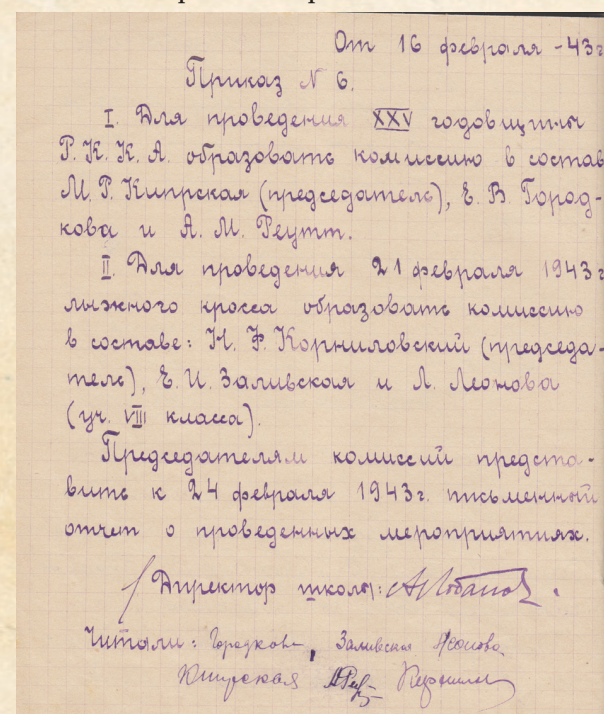 От 16 февраля -43г
Приказ № 6.
I. Для проведения XXV годовщины
Р. К. К. А. образовать комиссию в состав
М. Р. Кипрская (председатель), Е. В. Город-
кова и А. М. Реутт.
II. Для проведения 21 февраля 1943г
лыжного кросса образовать комиссию
в составе: Н. Ф. Корниловский (председа-
тель), Е. И. Заливская и Л. Леонова
(уч. VIII класса).
Председателям комиссий предста-
вить к 24 февраля 1943г. письменный
отчет о проведенных мероприятиях.
Директор школы: АЛобанов.
Читали: Городкова, Заливская Леонова
Кипрская